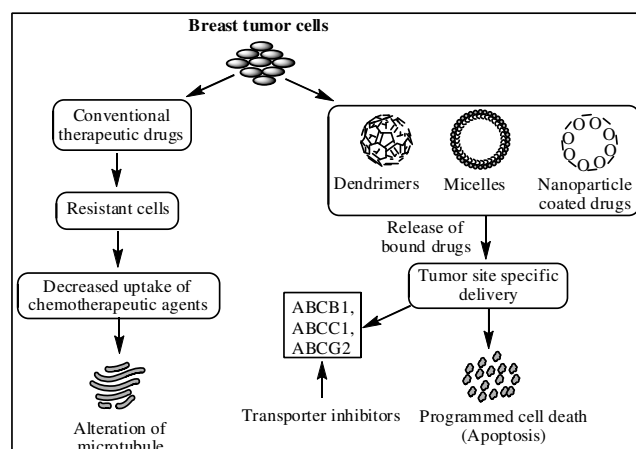 Breast tumor cells
Conventional
therapeutic drugs
Resistant cells
Decreased uptake of
chemotherapeutic agents
Alteration of
microtubule
Dendrimers
Micelles
Nanoparticle
coated drugs
Release of
bound drugs
Tumor site specific
delivery
ABCB1,
ABCC1,
ABCG2
Transporter inhibitors
Programmed cell death
(Apoptosis)